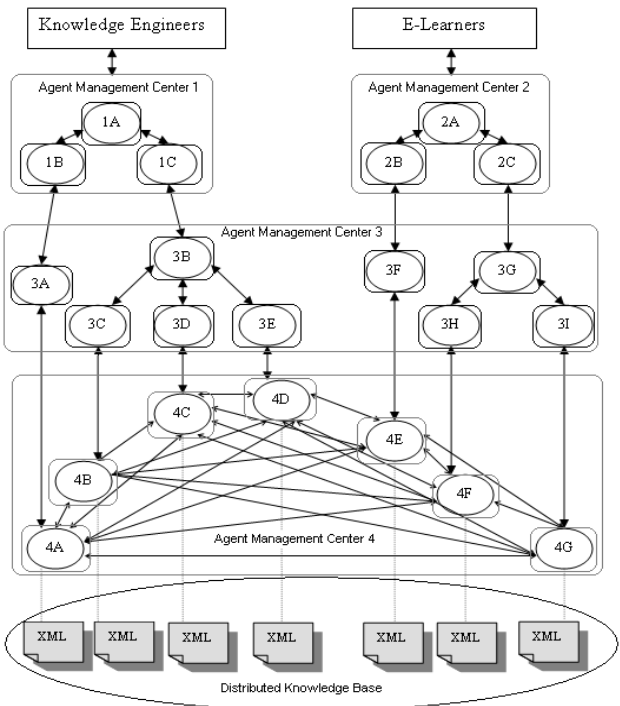 Knowledge Engineers
E-Learners
Agent Management Center 1
Agent Management Center 2
1A
2A
1B
1C
2B
2C
Agent Management Center 3
3B
3F
3G
3A
3C
3D
3E
3H
3I
4D
4C
4E
4B
4F
4A
Agent Management Center 4
4G
XML
XML
XML
XML
XML
XML
XML
Distributed Knowledge Base